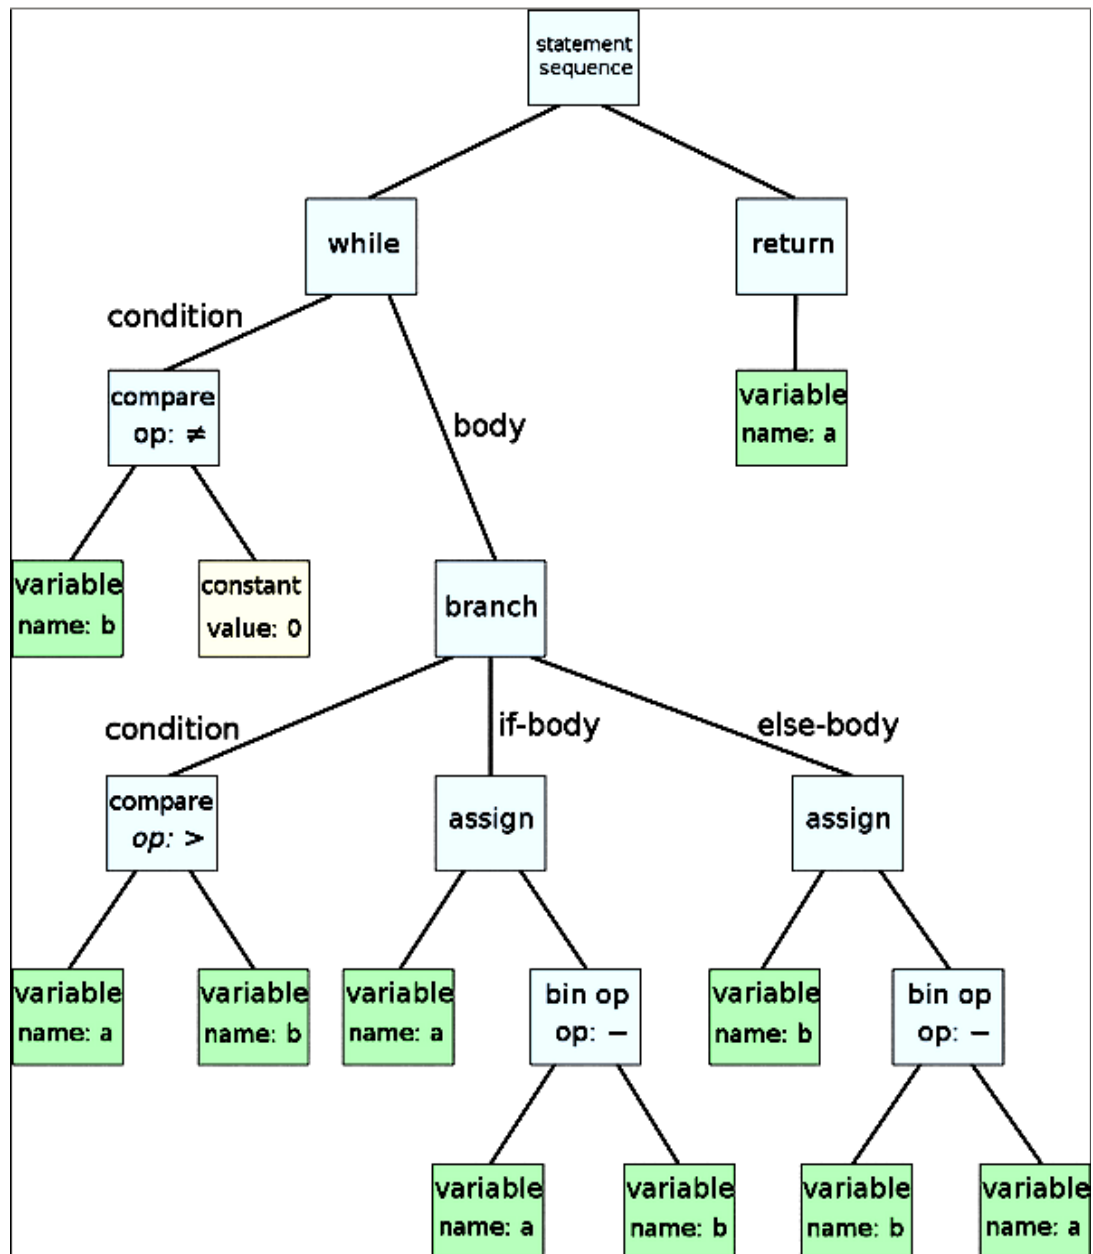 statement
sequence
while
return
condition
compare
op: ≠
body
variable
name: a
variable
name: b
constant
value: 0
branch
condition
if-body
else-body
compare
op: >
assign
assign
variable
name: a
variable
name: b
variable
name: a
bin op
op: −
variable
name: b
bin op
op: −
variable
name: a
variable
name: b
variable
name: b
variable
name: a